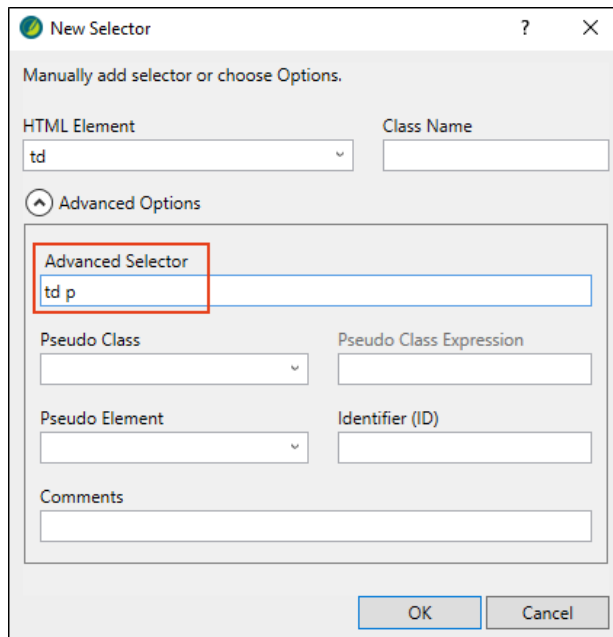 New Selector ?
Manually add selector or choose Options.
HTML Element Class Name
td
Advanced Options
Advanced Selector
td p
Pseudo Class Pseudo Class Expression
Pseudo Element Identifier (ID)
Comments
OK Cancel